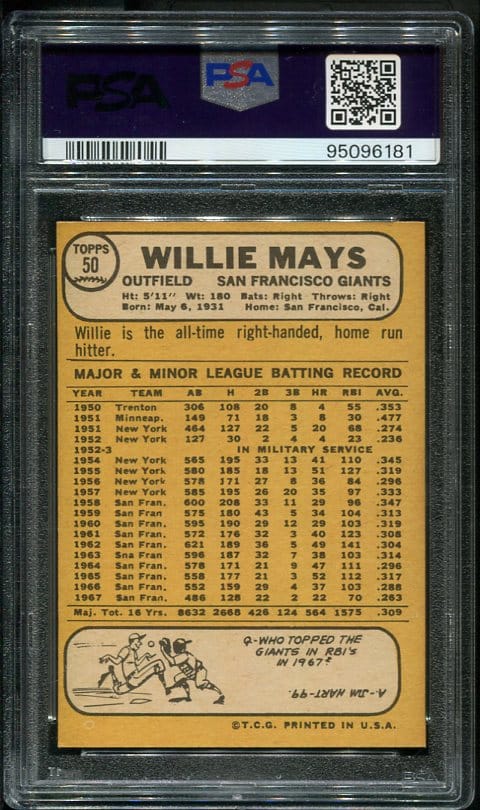 PSA
PSA
95096181
TOPPS
50
WILLIE MAYS
OUTFIELD SAN FRANCISCO GIANTS
Ht: 5'11" Wt: 180 Bats: Right Throws: Right
Born: May 6, 1931 Home: San Francisco, Cal.
Willie is the all-time right-handed, home run
hitter.
MAJOR & MINOR LEAGUE BATTING RECORD
YEAR TEAM AB H 2B 3B HR RBI AVG.
1950 Trenton 306 108 20 8 4 55 .353
1951 Minneap. 149 71 18 3 8 30 .477
1951 New York 464 127 22 5 20 68 .274
1952 New York 127 30 2 4 4 23 .236
1952-3 IN MILITARY SERVICE
1954 New York 565 195 33 13 41 110 .345
1955 New York 580 185 18 13 51 127 .319
1956 New York 578 171 27 8 36 84 .296
1957 New York 585 195 26 20 35 97 .333
1958 San Fran. 600 208 33 11 29 96 .347
1959 San Fran 575 180 43 5 34 104 .313
1960 San Fran. 595 190 29 12 29 103 .319
1961 San Fran. 572 176 32 3 40 123 .308
1962 San Fran. 621 189 36 5 49 141 .304
1963 Sna Fran. 596 187 32 7 38 103 .314
1964 San Fran. 578 171 21 9 47 111 .296
1965 San Fran. 558 177 21 3 52 112 .317
1966 San Fran. 552 159 29 4 37 103 .288
1967 San Fran. 486 128 22 2 22 70 .263
Maj. Tot. 16 Yrs. 8632 2668 426 124 564 1575 .309
Q-WHO TOPPED THE
GIANTS IN RBI'S
IN 1967?
A-JIM HART-99.
©T.C.G. PRINTED IN U.S.A.